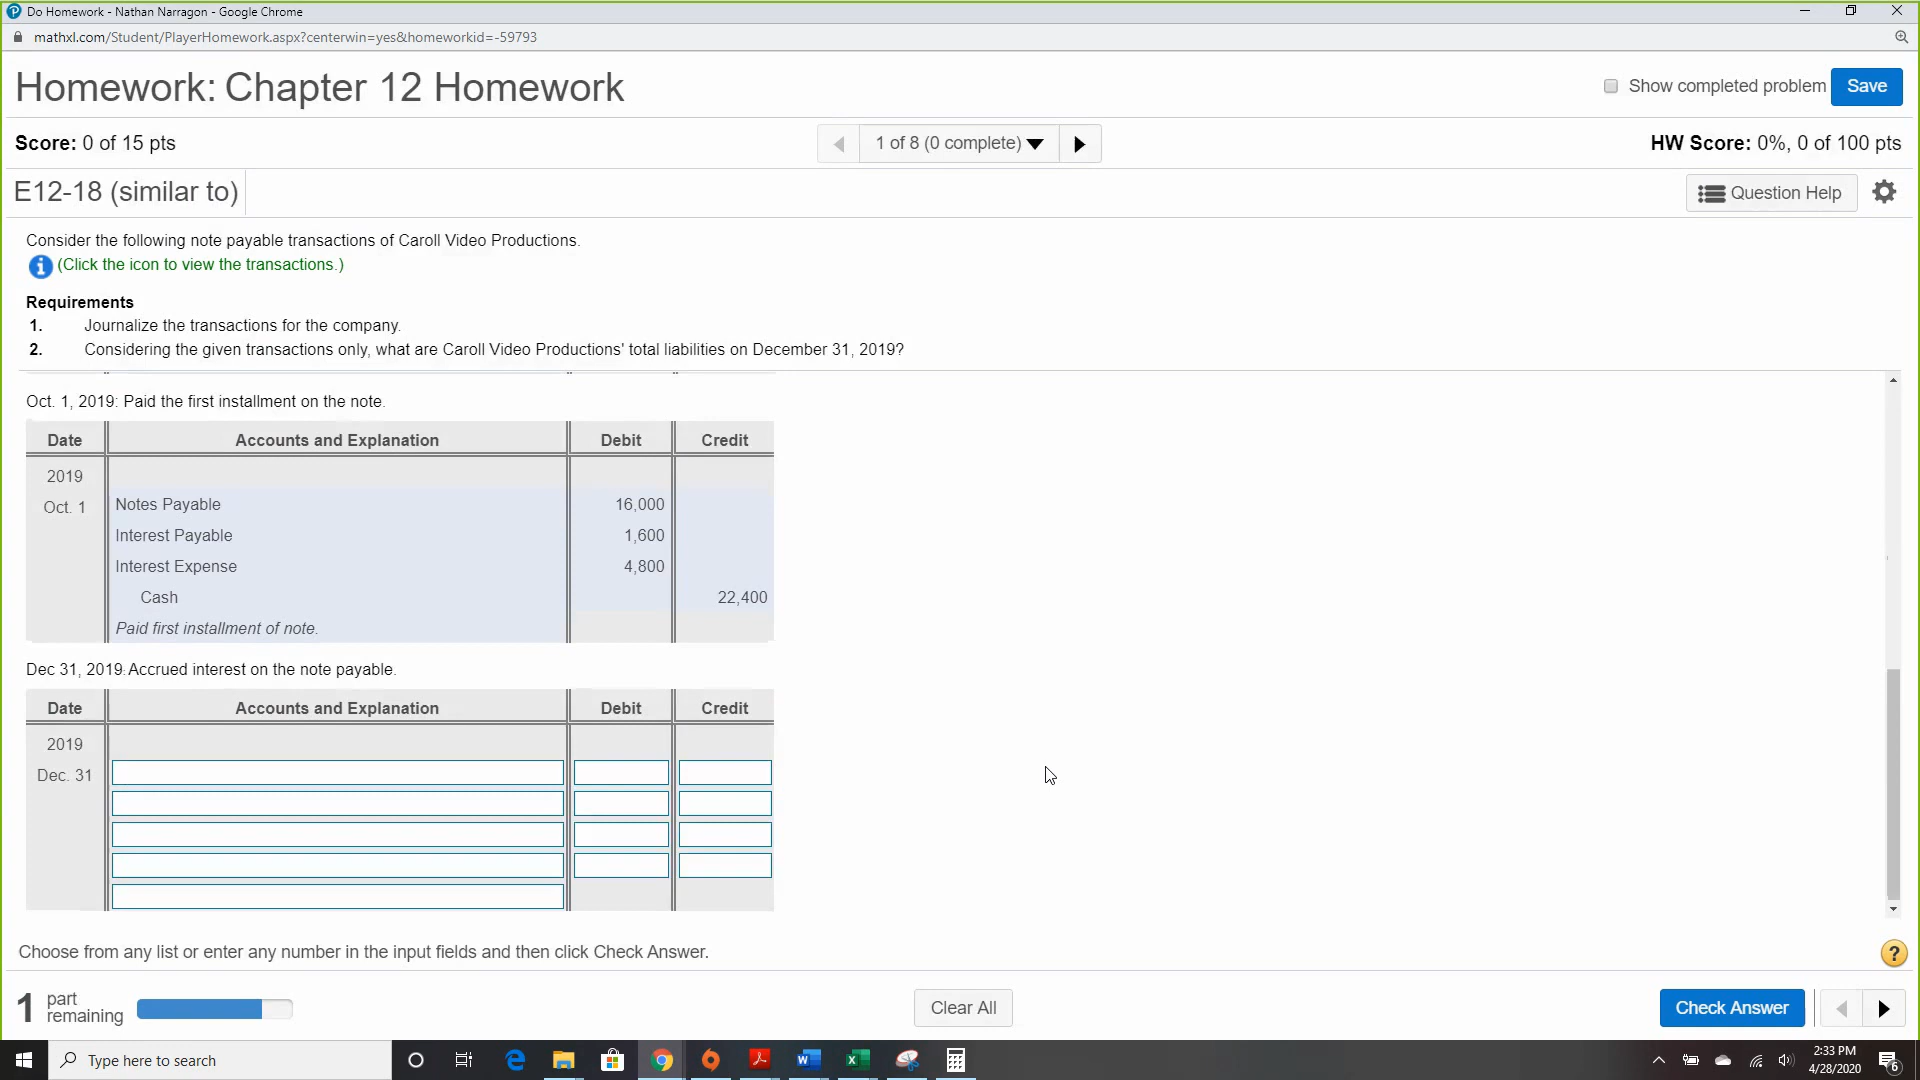 Do Homework - Nathan Narragon - Google Chrome
mathxl.com/Student/PlayerHomework.aspx?centerwin=yes&homeworkid=-59793
Homework: Chapter 12 Homework
Show completed problem
Save
Score: 0 of 15 pts
1 of 8 (0 complete)
HW Score: 0%, 0 of 100 pts
E12-18 (similar to)
Question Help
Consider the following note payable transactions of Caroll Video Productions.
(Click the icon to view the transactions.)
Requirements
1. Journalize the transactions for the company.
2. Considering the given transactions only, what are Caroll Video Productions' total liabilities on December 31, 2019?
Oct. 1, 2019: Paid the first installment on the note.
Date Accounts and Explanation Debit Credit
2019
Oct. 1 Notes Payable 16,000
Interest Payable 1,600
Interest Expense 4,800
Cash 22,400
Paid first installment of note.
Dec 31, 2019: Accrued interest on the note payable.
Date Accounts and Explanation Debit Credit
2019
Dec. 31
Choose from any list or enter any number in the input fields and then click Check Answer.
?
1 part remaining
Clear All
Check Answer
Type here to search
2:33 PM
4/28/2020
6